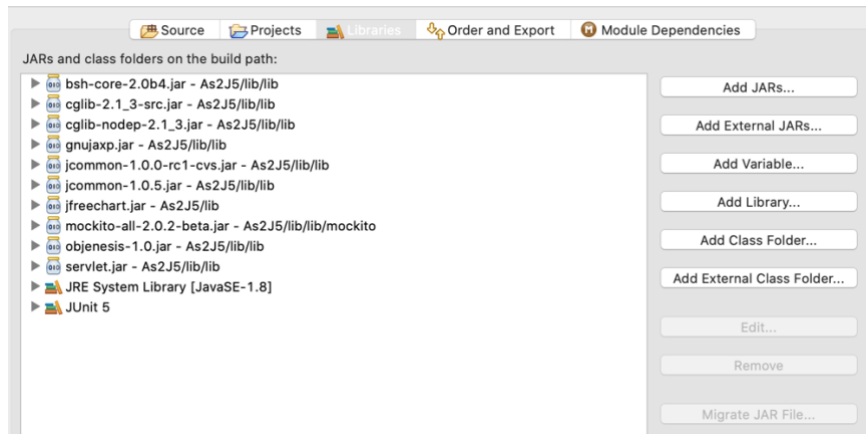 Source Projects Libraries Order and Export Module Dependencies
JARs and class folders on the build path:
bsh-core-2.0b4.jar - As2J5/lib/lib
cglib-2.1_3-src.jar - As2J5/lib/lib
cglib-nodep-2.1_3.jar - As2J5/lib/lib
gnujaxp.jar - As2J5/lib/lib
jcommon-1.0.0-rc1-cvs.jar - As2J5/lib/lib
jcommon-1.0.5.jar - As2J5/lib/lib
jfreechart.jar - As2J5/lib
mockito-all-2.0.2-beta.jar - As2J5/lib/lib/mockito
objenesis-1.0.jar - As2J5/lib/lib
servlet.jar - As2J5/lib/lib
JRE System Library [JavaSE-1.8]
JUnit 5
Add JARs...
Add External JARs...
Add Variable...
Add Library...
Add Class Folder...
Add External Class Folder...
Edit...
Remove
Migrate JAR File...